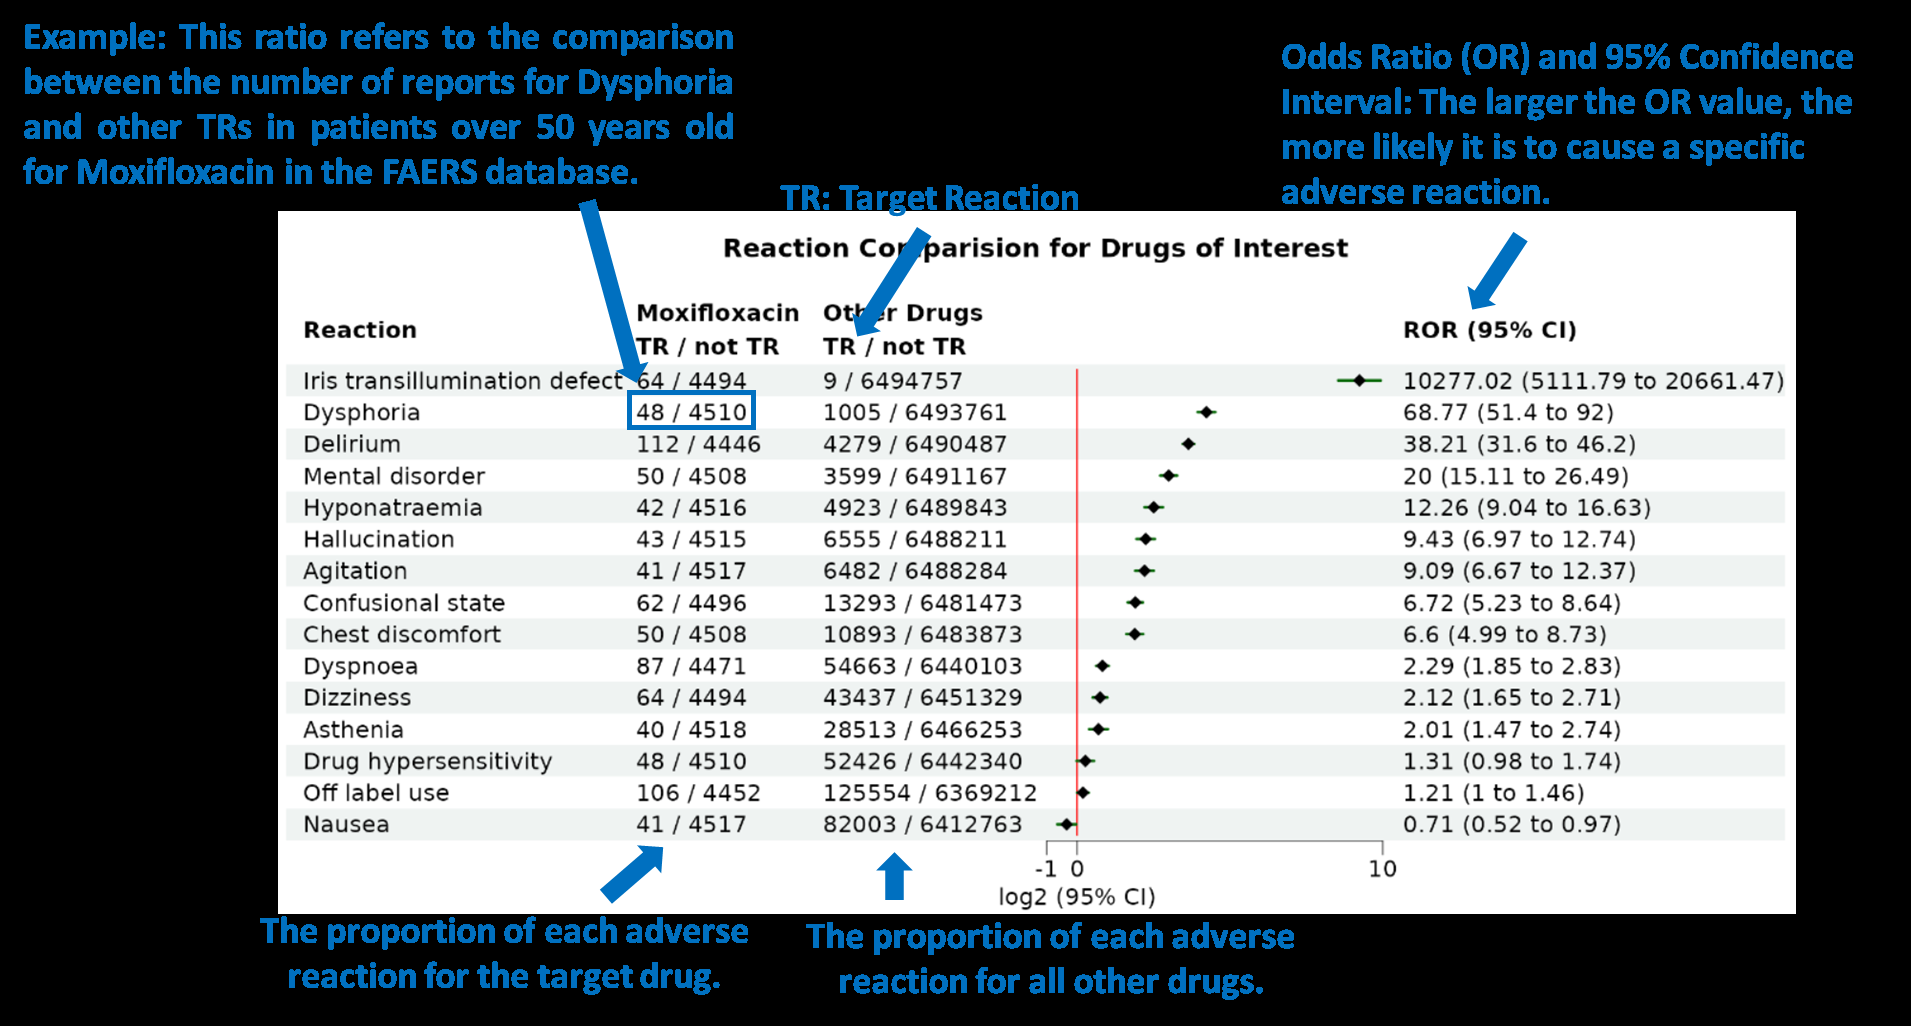 Example: This ratio refers to the comparison
between the number of reports for Dysphoria
and other TRs in patients over 50 years old
for Moxifloxacin in the FAERS database.
Odds Ratio (OR) and 95% Confidence
Interval: The larger the OR value, the
more likely it is to cause a specific
adverse reaction.
TR: Target Reaction
Reaction Comparision for Drugs of Interest
Reaction
Moxifloxacin
TR / not TR
Other Drugs
TR / not TR
ROR (95% CI)
Iris transillumination defect 64 / 4494 9 / 6494757 10277.02 (5111.79 to 20661.47)
Dysphoria 48 / 4510 1005 / 6493761 68.77 (51.4 to 92)
Delirium 112 / 4446 4279 / 6490487 38.21 (31.6 to 46.2)
Mental disorder 50 / 4508 3599 / 6491167 20 (15.11 to 26.49)
Hyponatraemia 42 / 4516 4923 / 6489843 12.26 (9.04 to 16.63)
Hallucination 43 / 4515 6555 / 6488211 9.43 (6.97 to 12.74)
Agitation 41 / 4517 6482 / 6488284 9.09 (6.67 to 12.37)
Confusional state 62 / 4496 13293 / 6481473 6.72 (5.23 to 8.64)
Chest discomfort 50 / 4508 10893 / 6483873 6.6 (4.99 to 8.73)
Dyspnoea 87 / 4471 54663 / 6440103 2.29 (1.85 to 2.83)
Dizziness 64 / 4494 43437 / 6451329 2.12 (1.65 to 2.71)
Asthenia 40 / 4518 28513 / 6466253 2.01 (1.47 to 2.74)
Drug hypersensitivity 48 / 4510 52426 / 6442340 1.31 (0.98 to 1.74)
Off label use 106 / 4452 125554 / 6369212 1.21 (1 to 1.46)
Nausea 41 / 4517 82003 / 6412763 0.71 (0.52 to 0.97)
-1 0 10
log2 (95% CI)
The proportion of each adverse
reaction for the target drug.
The proportion of each adverse
reaction for all other drugs.